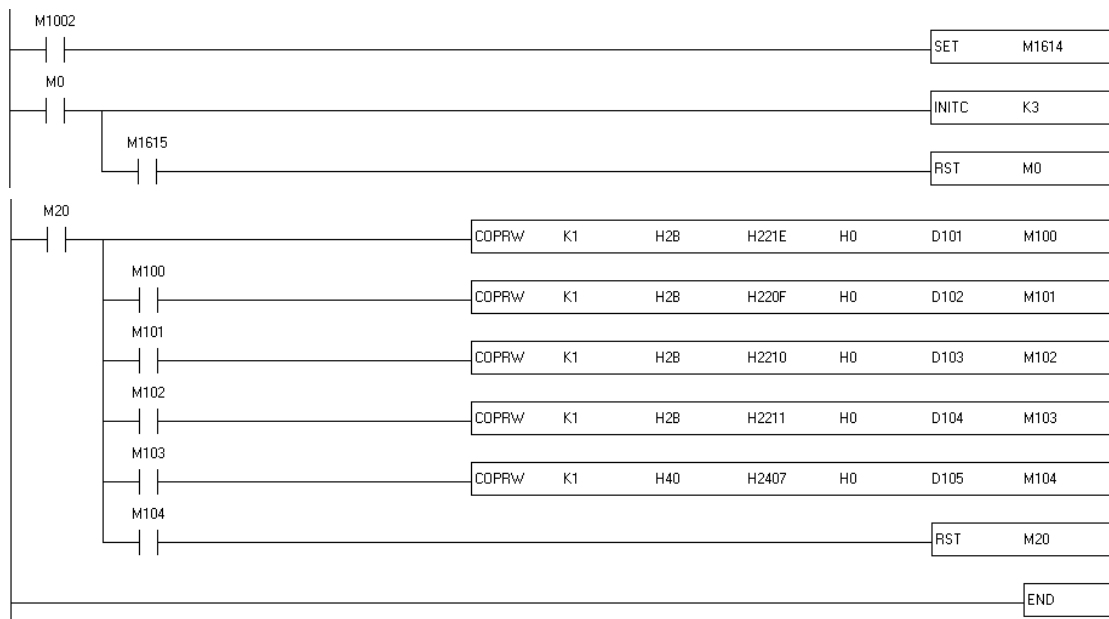 M1002
SET M1614
M0
INITC K3
M1615
RST M0
M20
COPRW K1 H2B H221E H0 D101 M100
M100
COPRW K1 H2B H220F H0 D102 M101
M101
COPRW K1 H2B H2210 H0 D103 M102
M102
COPRW K1 H2B H2211 H0 D104 M103
M103
COPRW K1 H40 H2407 H0 D105 M104
M104
RST M20
END